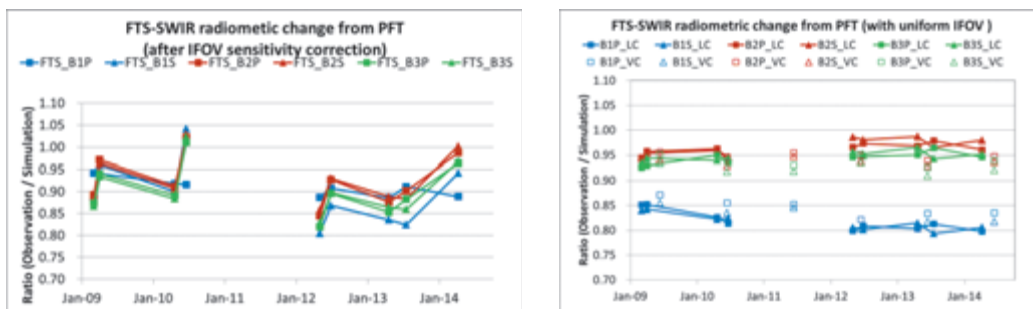 FTS-SWIR radiometic change from PFT
(after IFOV sensitivity correction)
FTS_B1P FTS_B1S FTS_B2P FTS_B2S FTS_B3P FTS_B3S
Ratio (Observation / Simulation)
1.10
1.05
1.00
0.95
0.90
0.85
0.80
0.75
0.70
Jan-09 Jan-10 Jan-11 Jan-12 Jan-13 Jan-14
FTS-SWIR radiometric change from PFT (with uniform IFOV )
B1P_LC B1S_LC B2P_LC B2S_LC B3P_LC B3S_LC
B1P_VC B1S_VC B2P_VC B2S_VC B3P_VC B3S_VC
Ratio (Observation / Simulation)
1.10
1.05
1.00
0.95
0.90
0.85
0.80
0.75
0.70
Jan-09 Jan-10 Jan-11 Jan-12 Jan-13 Jan-14